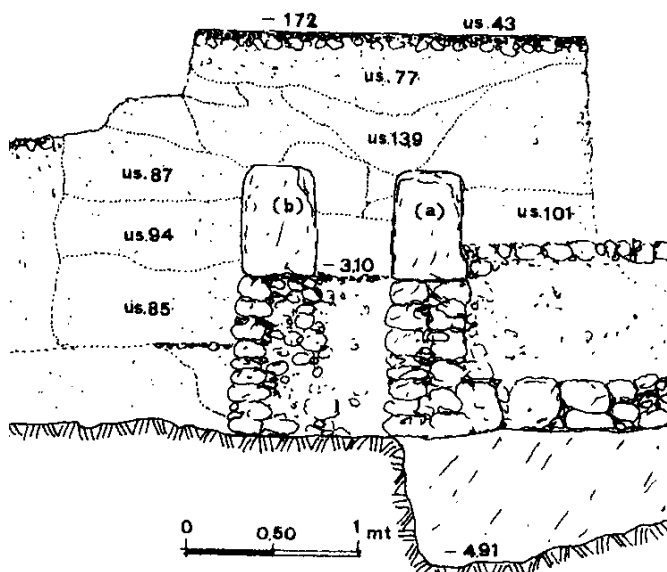 - 172 us.43
us.77
us.139
us.87
(b) (a)
us.101
us.94
- 3.10
us.85
0 0,50 1 mt
- 4.91